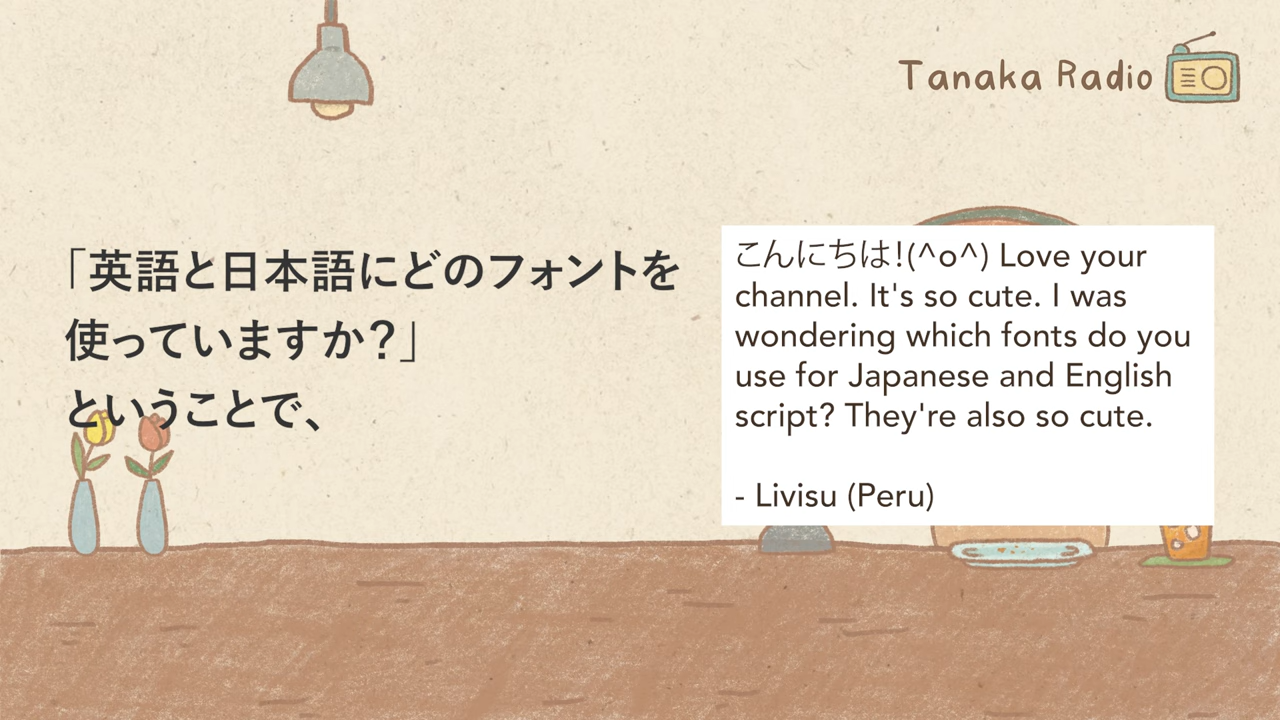 Tanaka Radio
「英語と日本語にどのフォントを
使っていますか?」
ということで、
こんにちは!(^o^) Love your
channel. It's so cute. I was
wondering which fonts do you
use for Japanese and English
script? They're also so cute.
- Livisu (Peru)